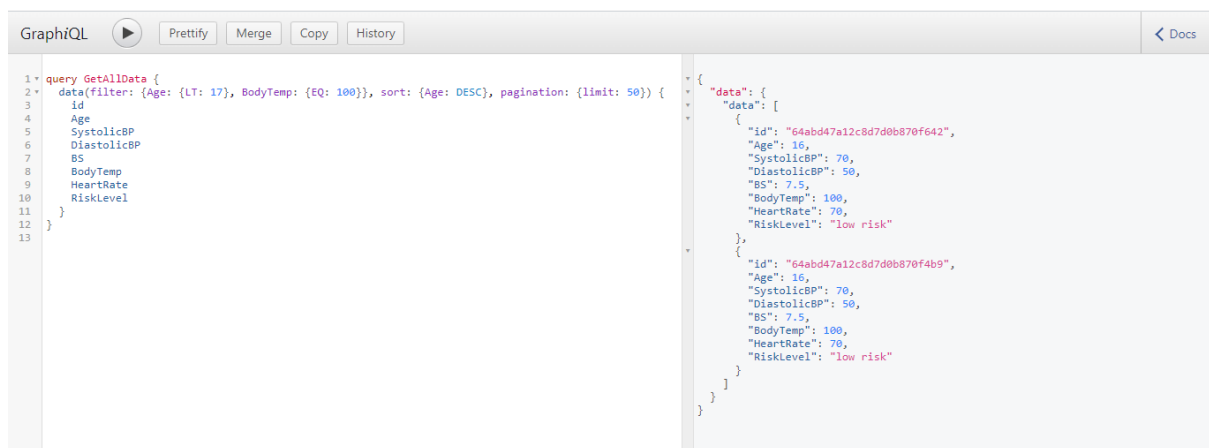 GraphiQL Prettify Merge Copy History Docs
1 query GetAllData {
2 data(filter: {Age: {LT: 17}, BodyTemp: {EQ: 100}}, sort: {Age: DESC}, pagination: {limit: 50}) {
3 id
4 Age
5 SystolicBP
6 DiastolicBP
7 BS
8 BodyTemp
9 HeartRate
10 RiskLevel
11 }
12 }
13
{
"data": {
"data": [
{
"id": "64abd47a12c8d7d0b870f642",
"Age": 16,
"SystolicBP": 70,
"DiastolicBP": 50,
"BS": 7.5,
"BodyTemp": 100,
"HeartRate": 70,
"RiskLevel": "low risk"
},
{
"id": "64abd47a12c8d7d0b870f4b9",
"Age": 16,
"SystolicBP": 70,
"DiastolicBP": 50,
"BS": 7.5,
"BodyTemp": 100,
"HeartRate": 70,
"RiskLevel": "low risk"
}
]
}
}